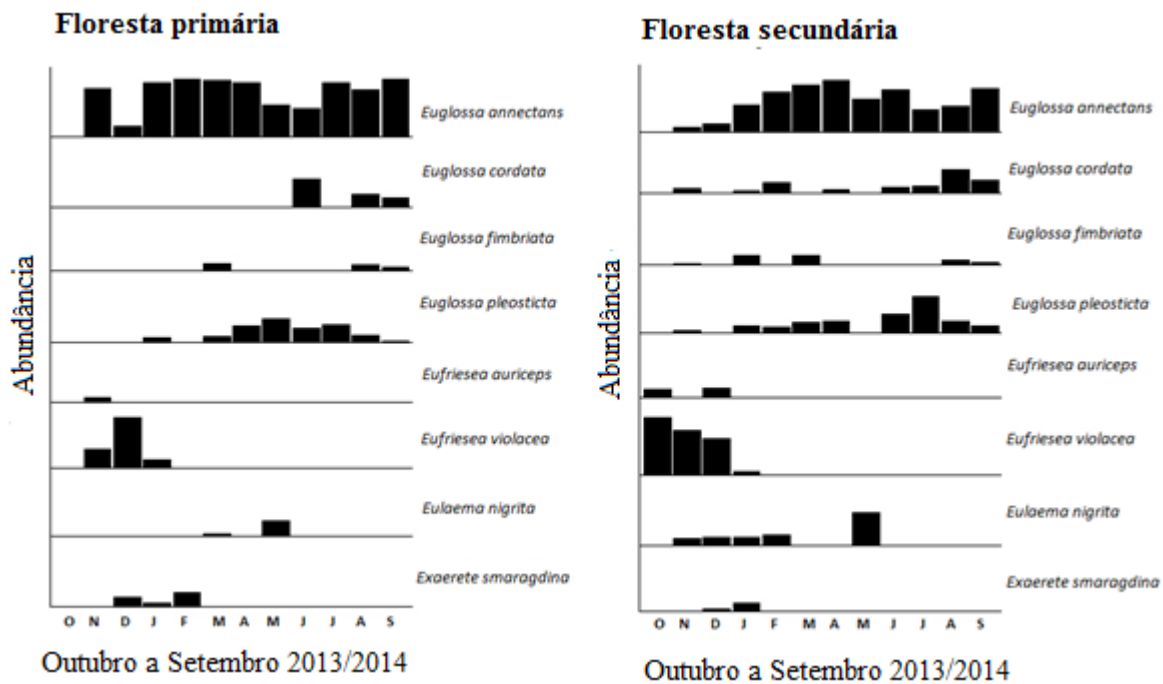 Floresta primária
Euglossa annectans
Euglossa cordata
Euglossa fimbriata
Euglossa pleosticta
Eufriesea auriceps
Eufriesea violacea
Eulaema nigrita
Exaerete smaragdina
Abundância
O N D J F M A M J J A S
Outubro a Setembro 2013/2014
Floresta secundária
Euglossa annectans
Euglossa cordata
Euglossa fimbriata
Euglossa pleosticta
Eufriesea auriceps
Eufriesea violacea
Eulaema nigrita
Exaerete smaragdina
Abundância
O N D J F M A M J J A S
Outubro a Setembro 2013/2014